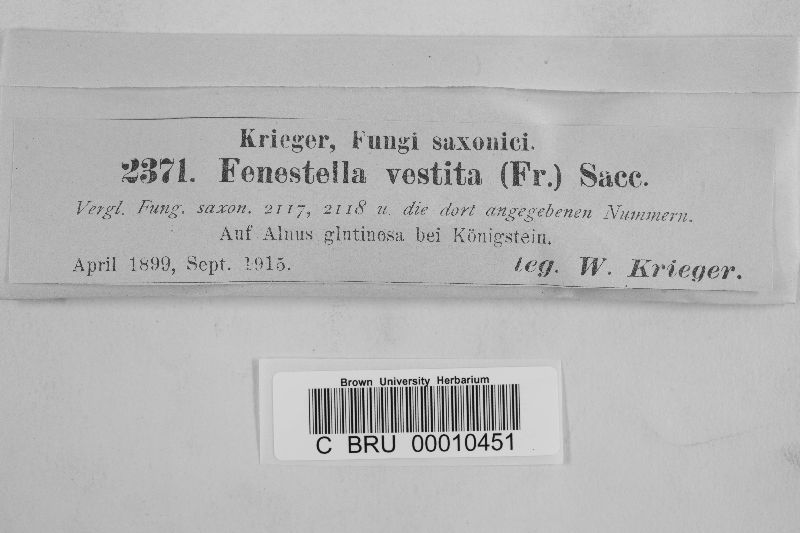 Krieger, Fungi saxonici.
2371. Fenestella vestita (Fr.) Sacc.
Vergl. Fung. saxon. 2117, 2118 u. die dort angegebenen Nummern.
Auf Alnus glutinosa bei Königstein.
April 1899, Sept. 1915. leg. W. Krieger.
Brown University Herbarium
C BRU 00010451